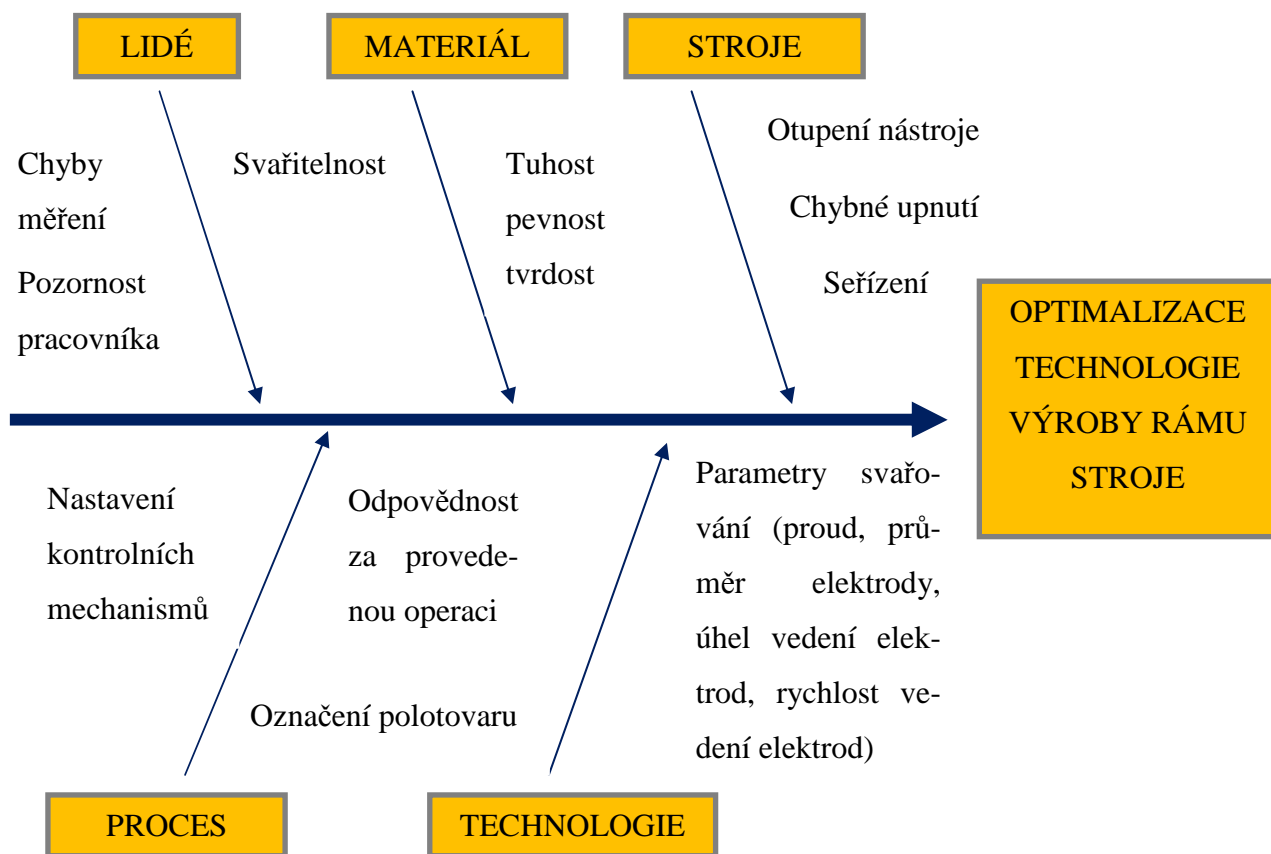 LIDÉ
MATERIÁL
STROJE
Chyby
měření
Pozornost
pracovníka
Svařitelnost
Tuhost
pevnost
tvrdost
Otupení nástroje
Chybné upnutí
Seřízení
OPTIMALIZACE
TECHNOLOGIE
VÝROBY RÁMU
STROJE
Nastavení
kontrolních
mechanismů
Odpovědnost
za provede-
nou operaci
Označení polotovaru
Parametry svařo-
vání (proud, prů-
měr elektrody,
úhel vedení elek-
trod, rychlost ve-
dení elektrod)
PROCES
TECHNOLOGIE